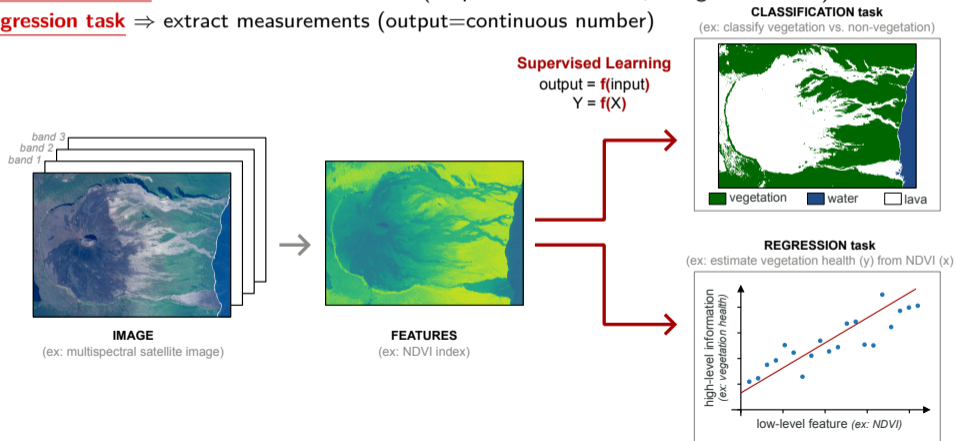 gression task ⇒ extract measurements (output=continuous number)
CLASSIFICATION task
(ex: classify vegetation vs. non-vegetation)
Supervised Learning
output = f(input)
Y = f(X)
band 3
band 2
band 1
vegetation
water
lava
IMAGE
(ex: multispectral satellite image)
FEATURES
(ex: NDVI index)
REGRESSION task
(ex: estimate vegetation health (y) from NDVI (x)
high-level information
(ex: vegetation health)
low-level feature (ex: NDVI)